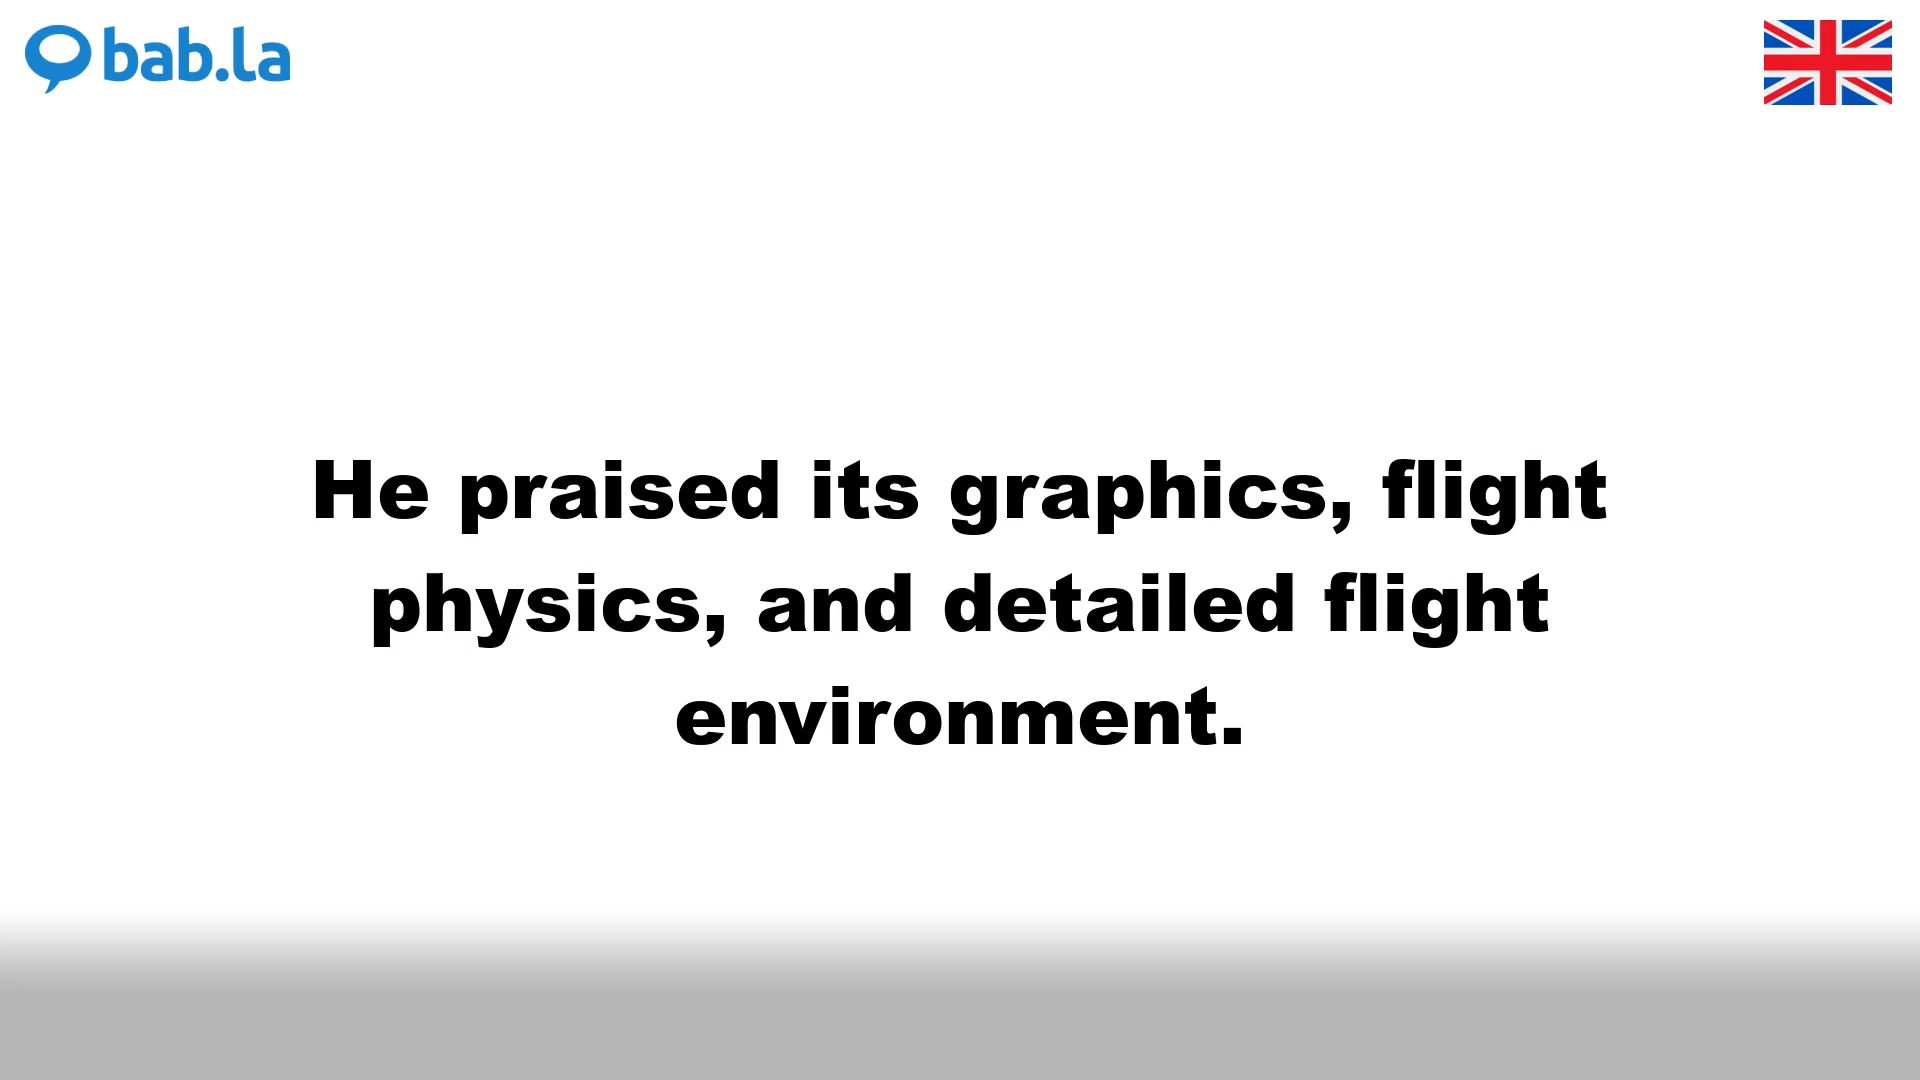 bab.la
He praised its graphics, flight
physics, and detailed flight
environment.